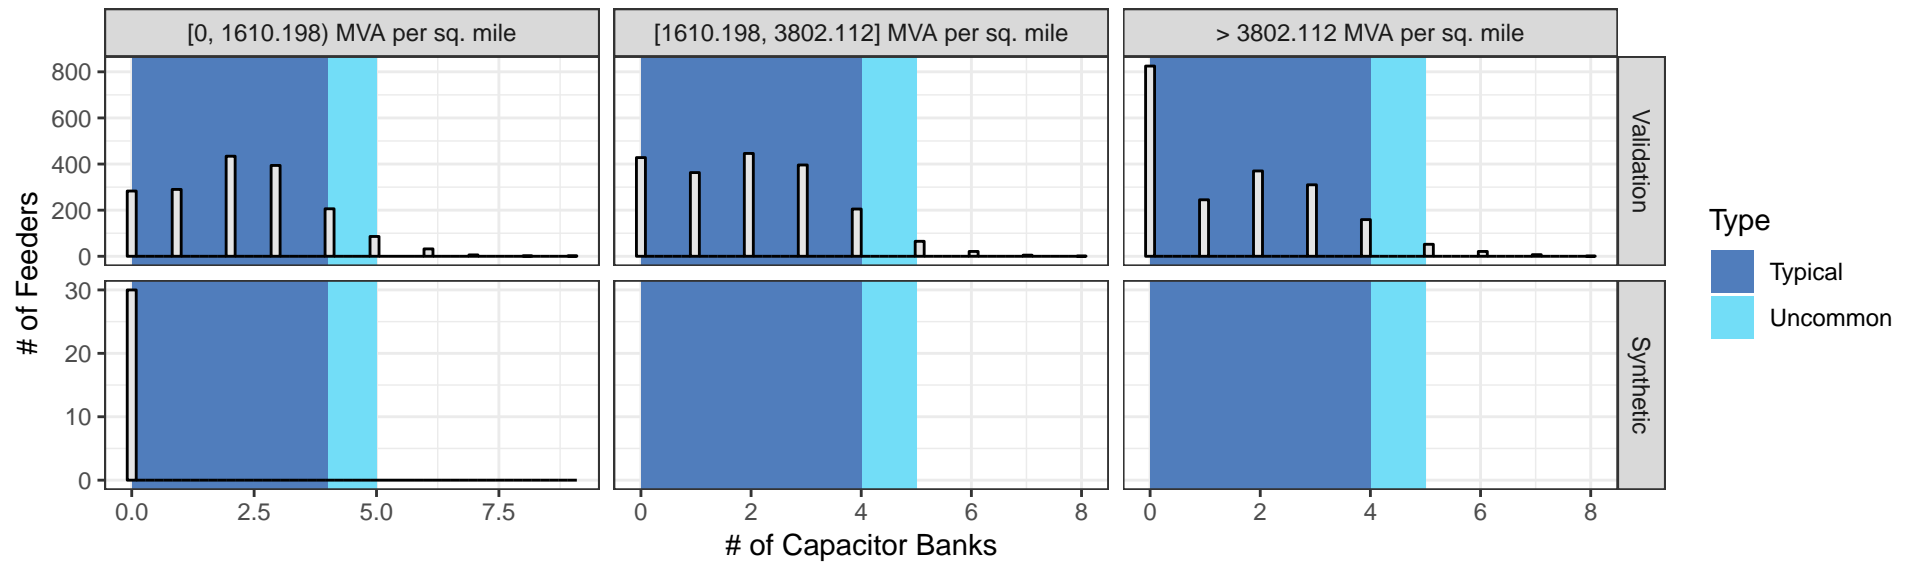 [0, 1610.198) MVA per sq. mile
[1610.198, 3802.112] MVA per sq. mile
> 3802.112 MVA per sq. mile
800
600
400
200
0
Validation
30
20
10
0
Synthetic
0.0 2.5 5.0 7.5
0 2 4 6 8
0 2 4 6 8
# of Feeders
# of Capacitor Banks
Type
Typical
Uncommon